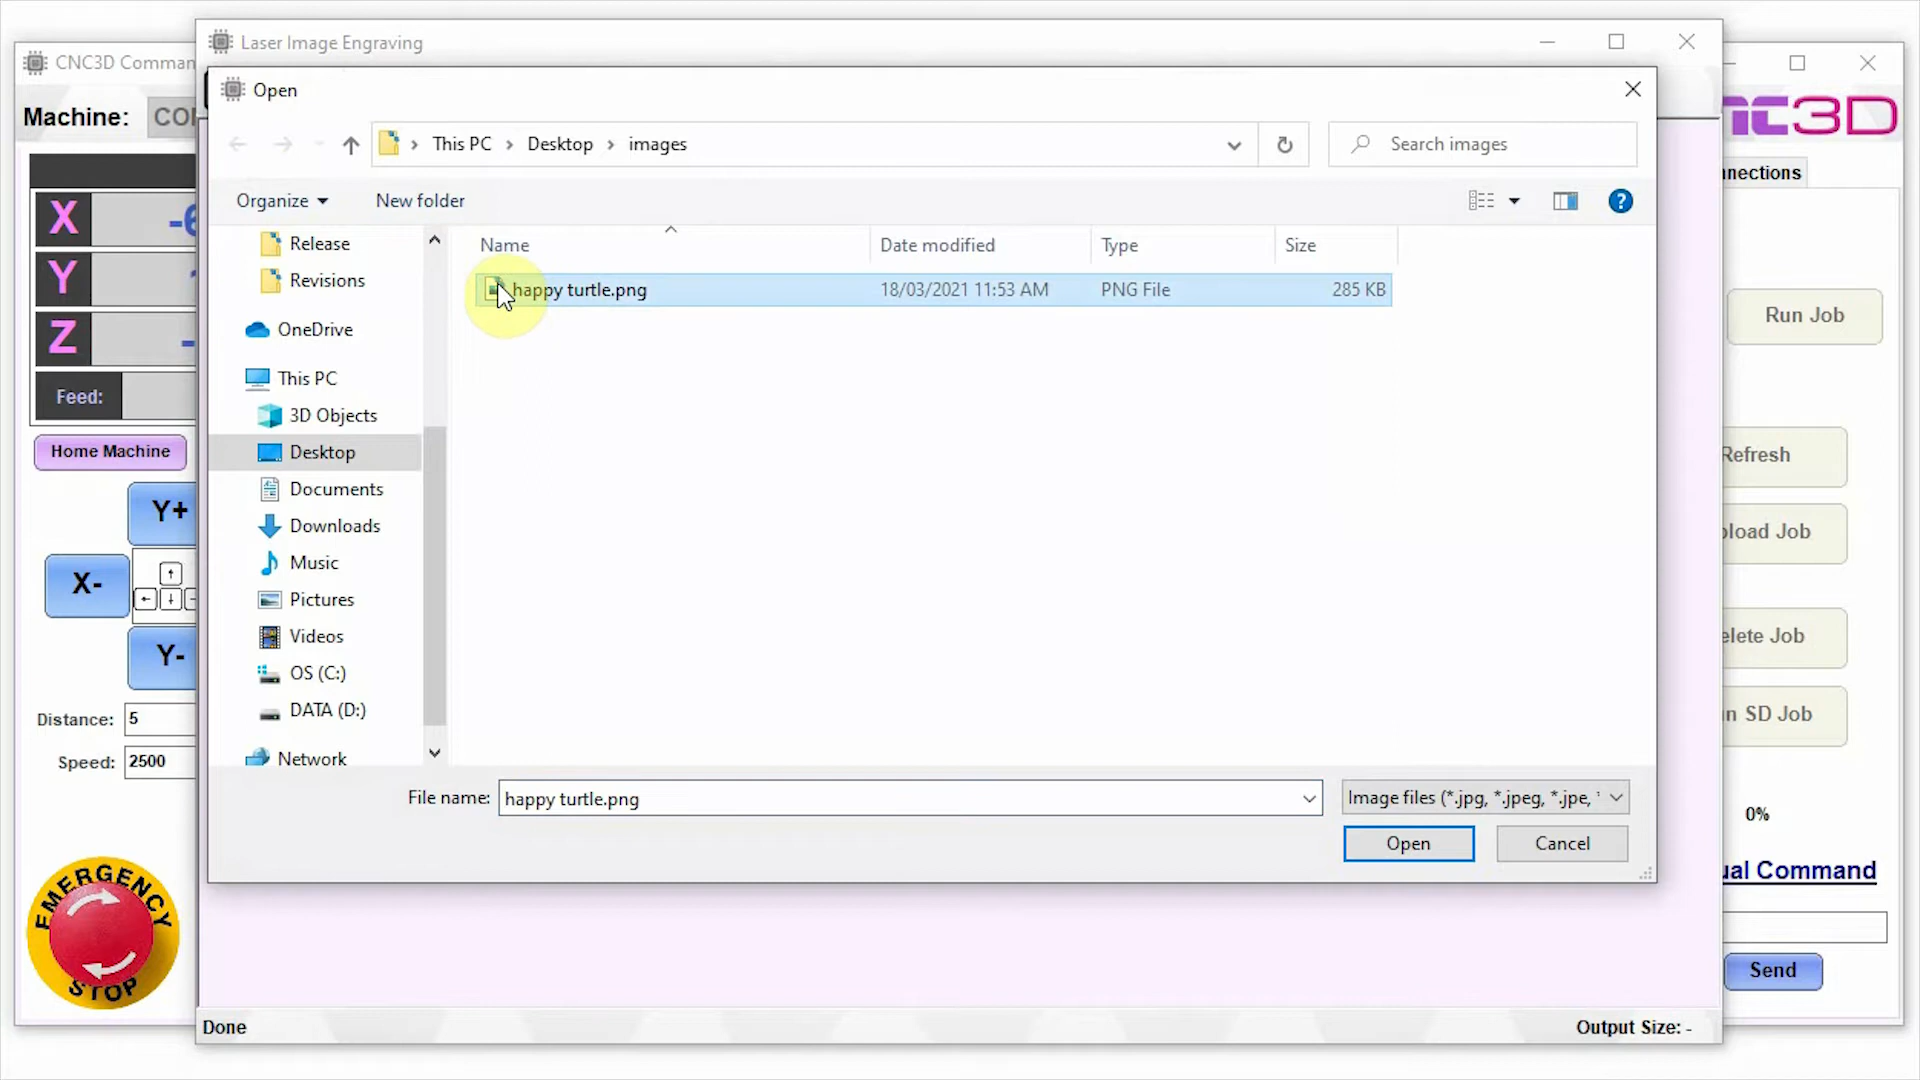 Laser Image Engraving
CNC3D Comman
Open
Machine:
3D
This PC
Desktop
images
Search images
nnections
Organize
New folder
X
Y
Z
Feed:
Release
Revisions
OneDrive
This PC
3D Objects
Desktop
Documents
Downloads
Music
Pictures
Videos
OS (C:)
DATA (D:)
Network
Name
Date modified
Type
Size
happy turtle.png
18/03/2021 11:53 AM
PNG File
285 KB
Run Job
Refresh
pload Job
elete Job
n SD Job
Home Machine
Y+
X-
Y-
Distance: 5
Speed: 2500
File name: happy turtle.png
Image files (*.jpg, *.jpeg, *.jpe, *
Open
Cancel
0%
ual Command
Send
EMERGENCY
STOP
Done
Output Size: -